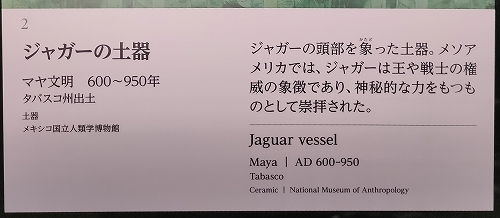 2
ジャガーの土器
マヤ文明　600～950年
タバスコ州出土
土器
メキシコ国立人類学博物館
ジャガーの頭部を象った土器。メソア
かたど
メリカでは、ジャガーは王や戦士の権
威の象徴であり、神秘的な力をもつも
のとして崇拝された。
Jaguar vessel
Maya | AD 600-950
Tabasco
Ceramic | National Museum of Anthropology